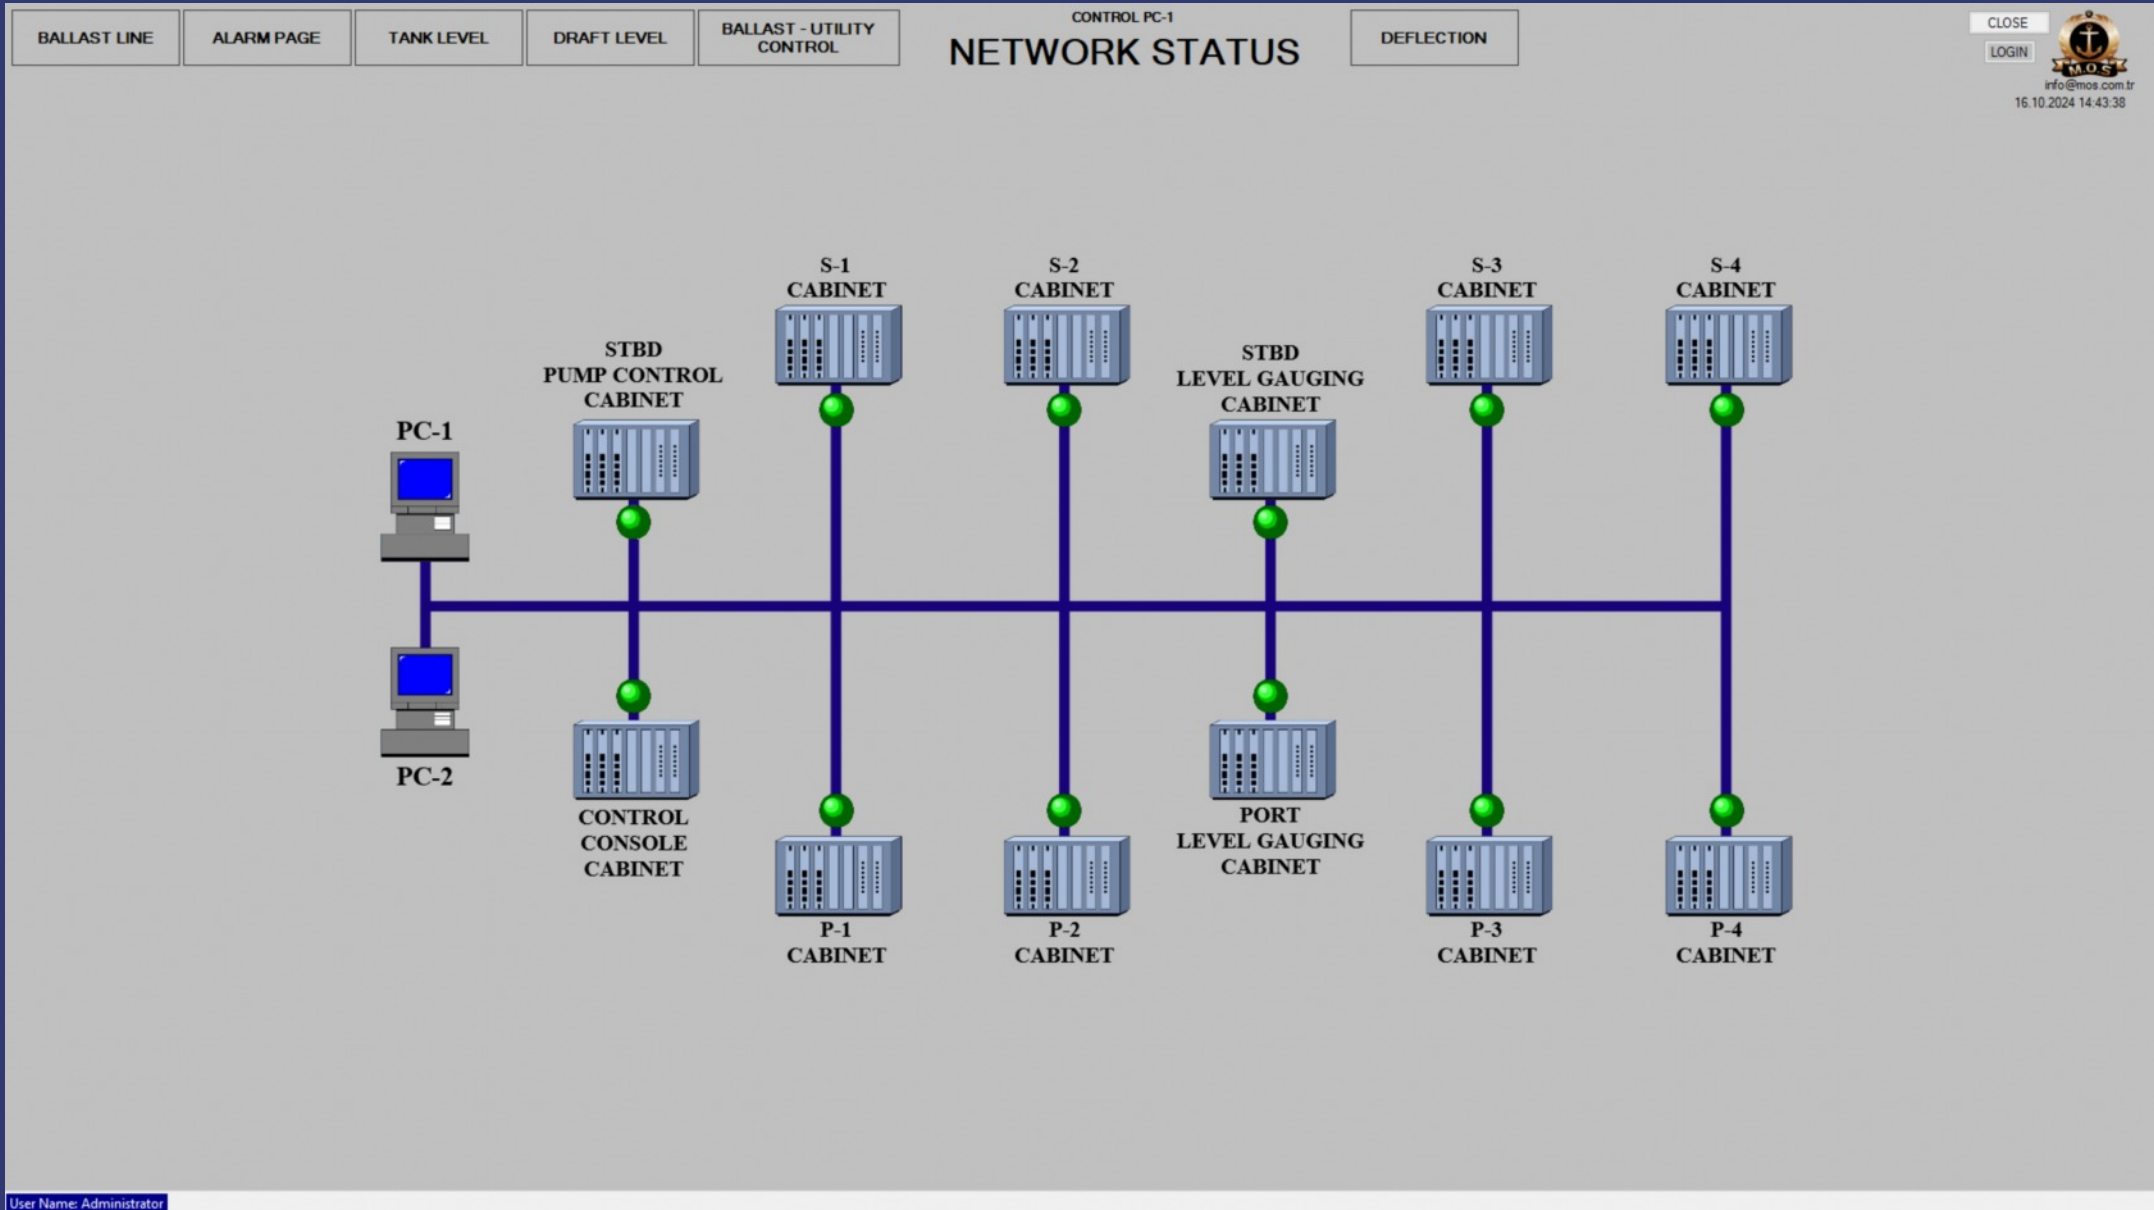 BALLAST LINE
ALARM PAGE
TANK LEVEL
DRAFT LEVEL
BALLAST - UTILITY
CONTROL
CONTROL PC-1
NETWORK STATUS
DEFLECTION
CLOSE
LOGIN
M.O.S
info@mos.com.tr
16.10.2024 14:43:38
S-1
CABINET
S-2
CABINET
S-3
CABINET
S-4
CABINET
STBD
PUMP CONTROL
CABINET
STBD
LEVEL GAUGING
CABINET
PC-1
PC-2
CONTROL
CONSOLE
CABINET
PORT
LEVEL GAUGING
CABINET
P-1
CABINET
P-2
CABINET
P-3
CABINET
P-4
CABINET
User Name: Administrator